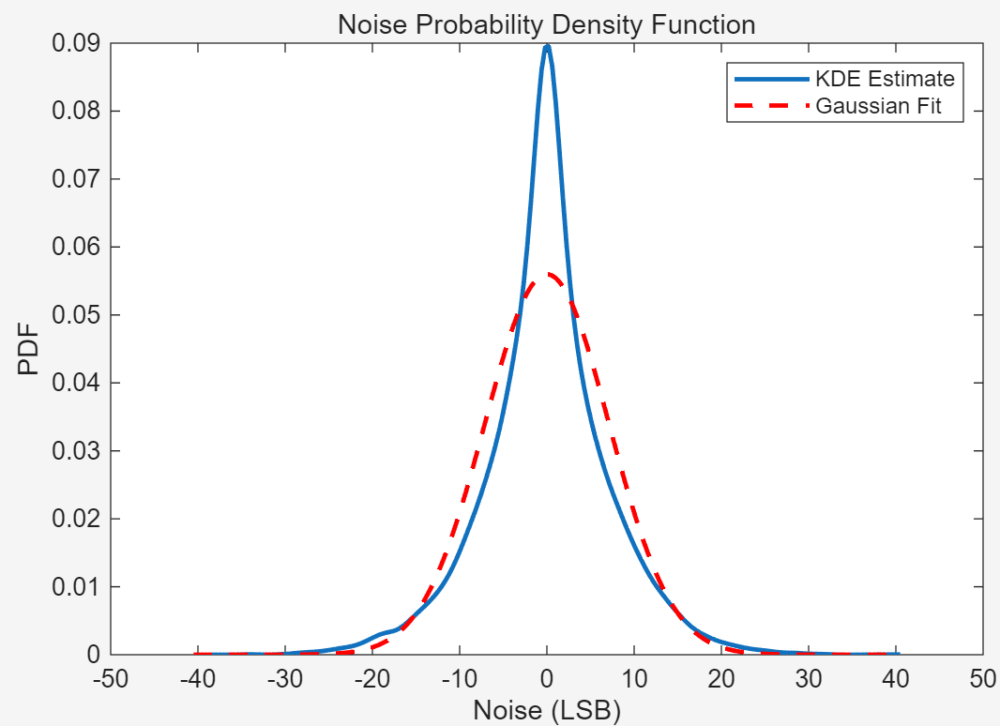 Noise Probability Density Function
0.09
0.08
0.07
0.06
0.05
0.04
0.03
0.02
0.01
0
PDF
KDE Estimate
Gaussian Fit
-50 -40 -30 -20 -10 0 10 20 30 40 50
Noise (LSB)